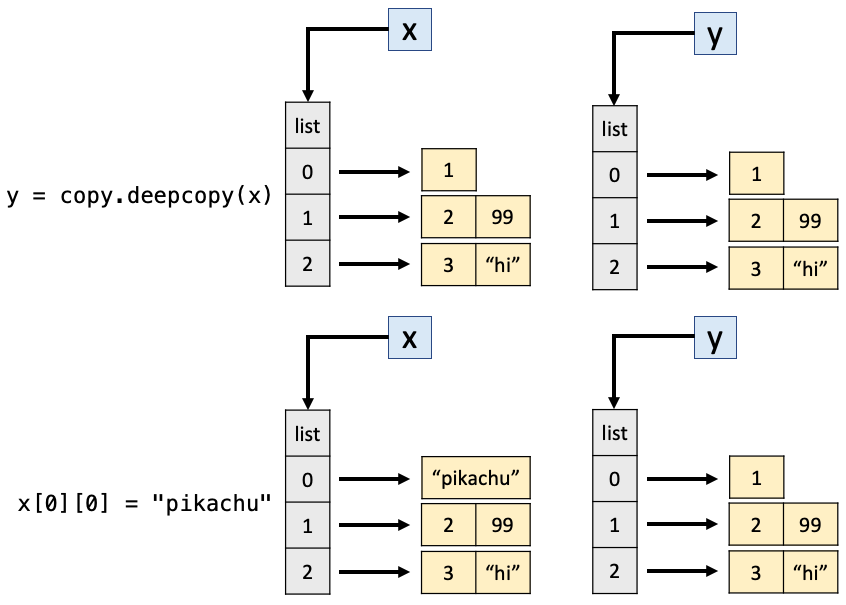 x
y
list
list
y = copy.deepcopy(x)
0 1
0 1
1 2 99
1 2 99
2 3 “hi”
2 3 “hi”
x
y
list
list
x[0][0] = "pikachu"
0 “pikachu”
0 1
1 2 99
1 2 99
2 3 “hi”
2 3 “hi”